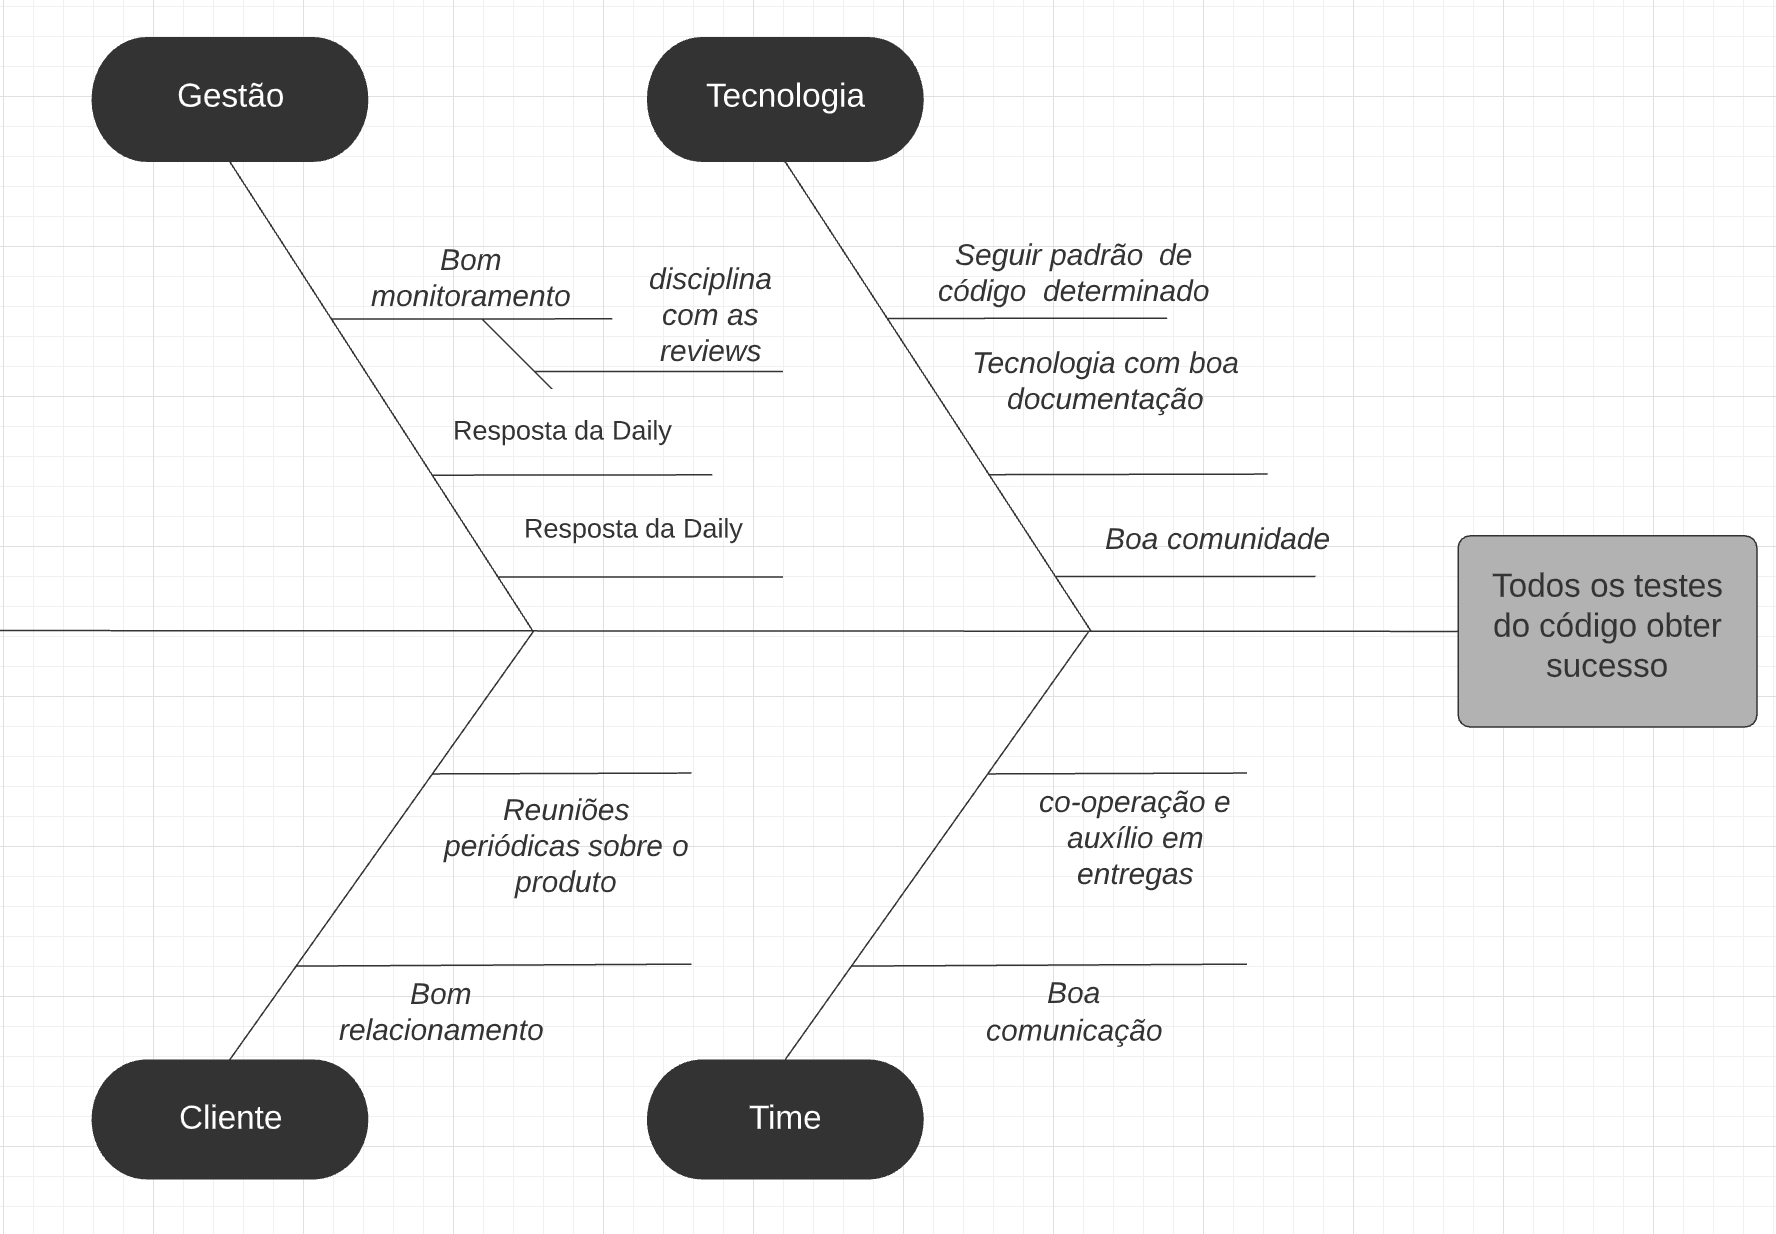 Gestão
Tecnologia
Bom
monitoramento
disciplina
com as
reviews
Resposta da Daily
Resposta da Daily
Seguir padrão  de
código  determinado
Tecnologia com boa
documentação
Boa comunidade
Todos os testes
do código obter
sucesso
Reuniões
periódicas sobre o
produto
Bom
relacionamento
co-operação e
auxílio em
entregas
Boa
comunicação
Cliente
Time